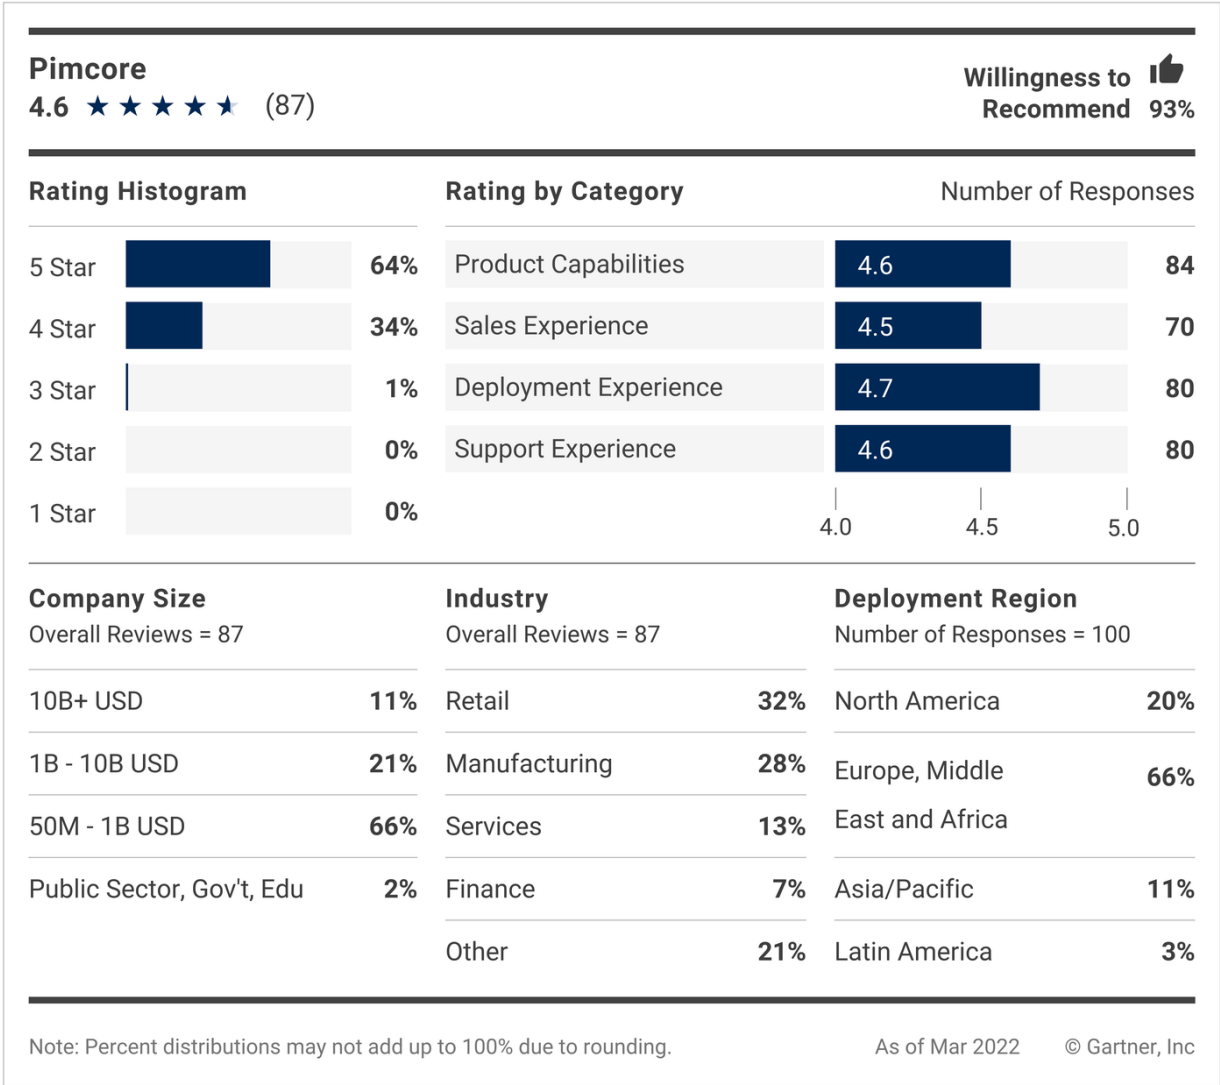 Pimcore
4.6 ★ ★ ★ ★ ★ (87)
Willingness to
Recommend 93%
Rating Histogram
5 Star 64%
4 Star 34%
3 Star 1%
2 Star 0%
1 Star 0%
Rating by Category Number of Responses
Product Capabilities 4.6 84
Sales Experience 4.5 70
Deployment Experience 4.7 80
Support Experience 4.6 80
4.0 4.5 5.0
Company Size
Overall Reviews = 87
10B+ USD 11%
1B - 10B USD 21%
50M - 1B USD 66%
Public Sector, Gov't, Edu 2%
Industry
Overall Reviews = 87
Retail 32%
Manufacturing 28%
Services 13%
Finance 7%
Other 21%
Deployment Region
Number of Responses = 100
North America 20%
Europe, Middle 66%
East and Africa
Asia/Pacific 11%
Latin America 3%
Note: Percent distributions may not add up to 100% due to rounding.
As of Mar 2022 © Gartner, Inc